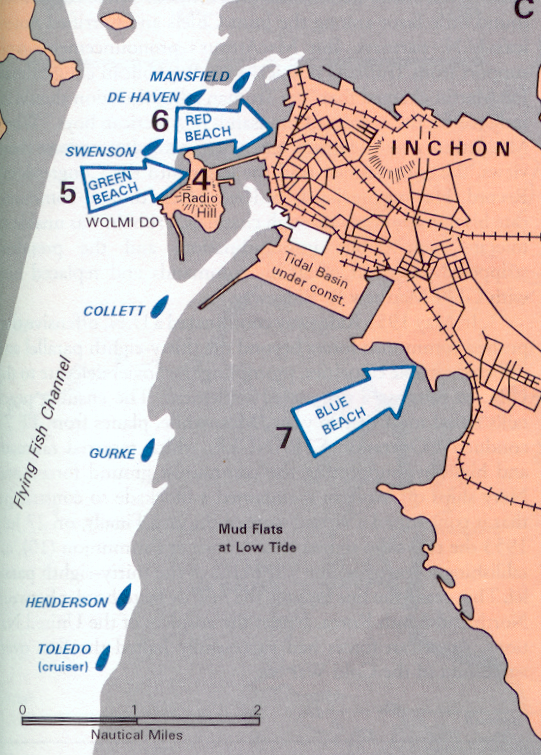 C
MANSFIELD
DE HAVEN
6
RED
BEACH
INCHON
SWENSON
5
GREEN
BEACH
4
Radio
Hill
WOLMI DO
Tidal Basin
under const.
COLLETT
Flying Fish Channel
BLUE
BEACH
7
GURKE
Mud Flats
at Low Tide
HENDERSON
TOLEDO
(cruiser)
0 1 2
Nautical Miles